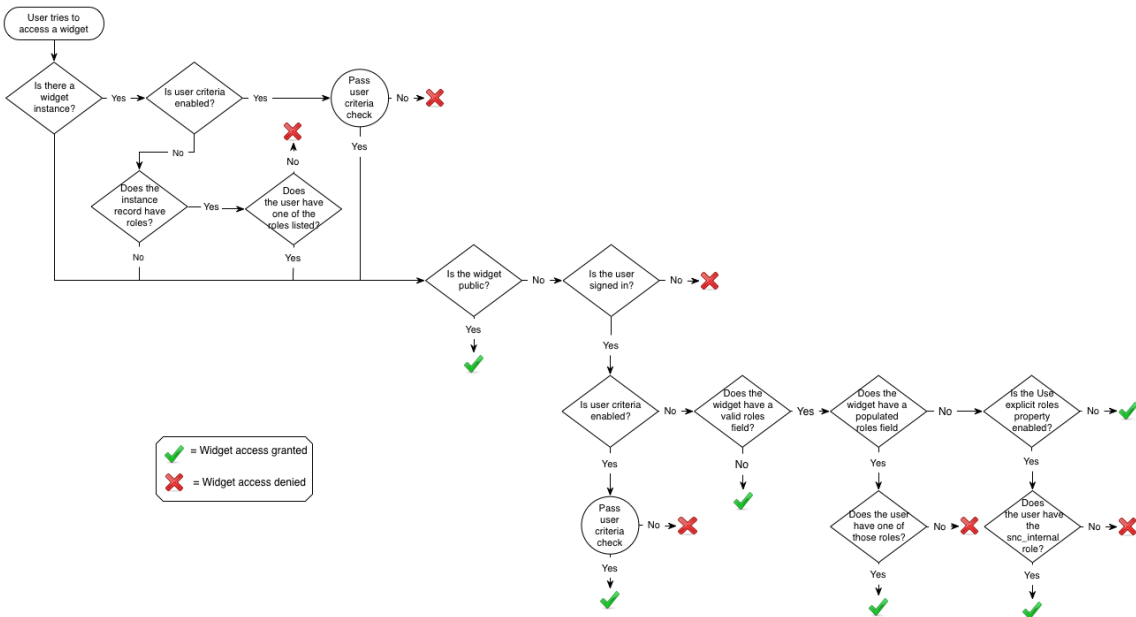 User tries to
access a widget
Is there a
widget
instance?
Yes
Is user criteria
enabled?
Yes
Pass
user
criteria
check
No
Yes
No
No
Does the
instance
record have
roles?
Yes
Does
the user have
one of the
roles listed?
No
Yes
Is the widget
public?
No
Is the user
signed in?
No
Yes
Yes
Is user criteria
enabled?
No
Does the
widget have a
valid roles
field?
Yes
Does the
widget have a
populated
roles field
No
Is the Use
explicit roles
property
enabled?
No
Yes
No
Yes
Yes
Pass
user
criteria
check
No
Does the user
have one of
those roles?
No
Does
the user have
the
snc_internal
role?
No
Yes
Yes
Yes
= Widget access granted
= Widget access denied